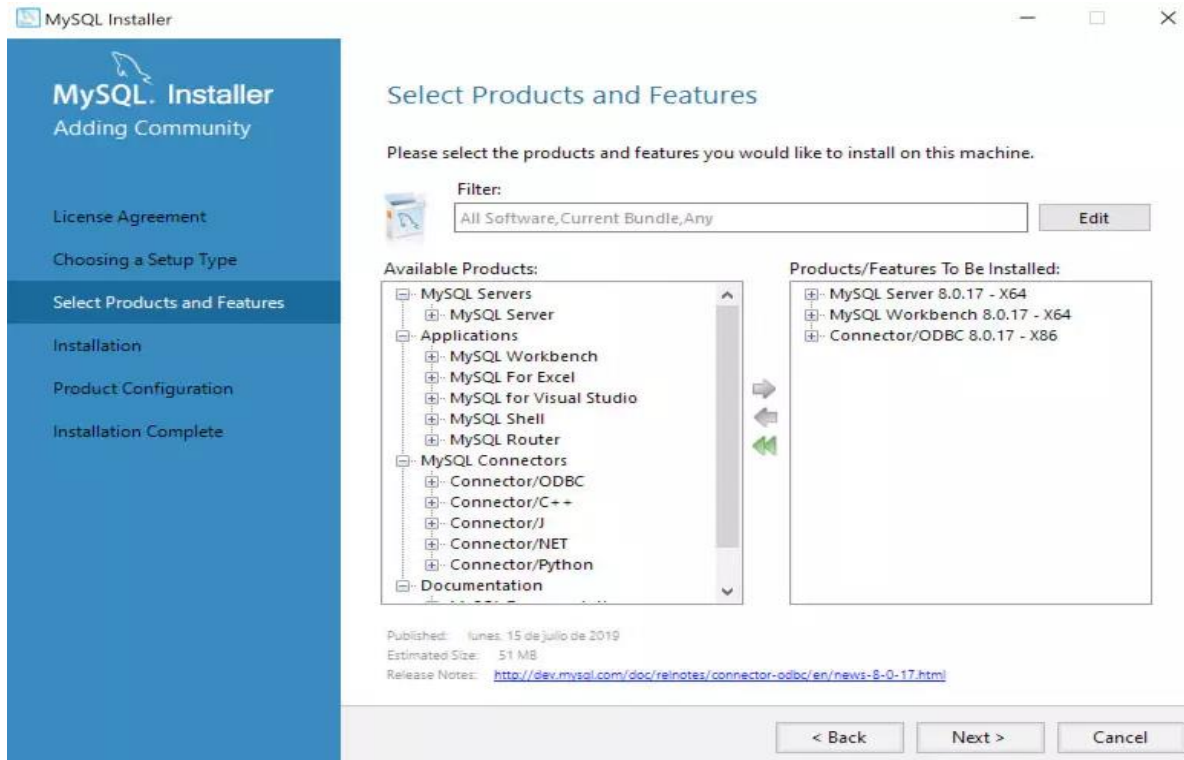 MySQL Installer
MySQL. Installer
Adding Community
License Agreement
Choosing a Setup Type
Select Products and Features
Installation
Product Configuration
Installation Complete
Select Products and Features
Please select the products and features you would like to install on this machine.
Filter:
All Software,Current Bundle,Any
Edit
Available Products:
MySQL Servers
MySQL Server
Applications
MySQL Workbench
MySQL For Excel
MySQL for Visual Studio
MySQL Shell
MySQL Router
MySQL Connectors
Connector/ODBC
Connector/C++
Connector/J
Connector/NET
Connector/Python
Documentation
Products/Features To Be Installed:
MySQL Server 8.0.17 - X64
MySQL Workbench 8.0.17 - X64
Connector/ODBC 8.0.17 - X86
Published: lunes, 15 de julio de 2019
Estimated Size: 51 MB
Release Notes: http://dev.mysql.com/doc/relnotes/connector-odbc/en/news-8-0-17.html
< Back
Next >
Cancel